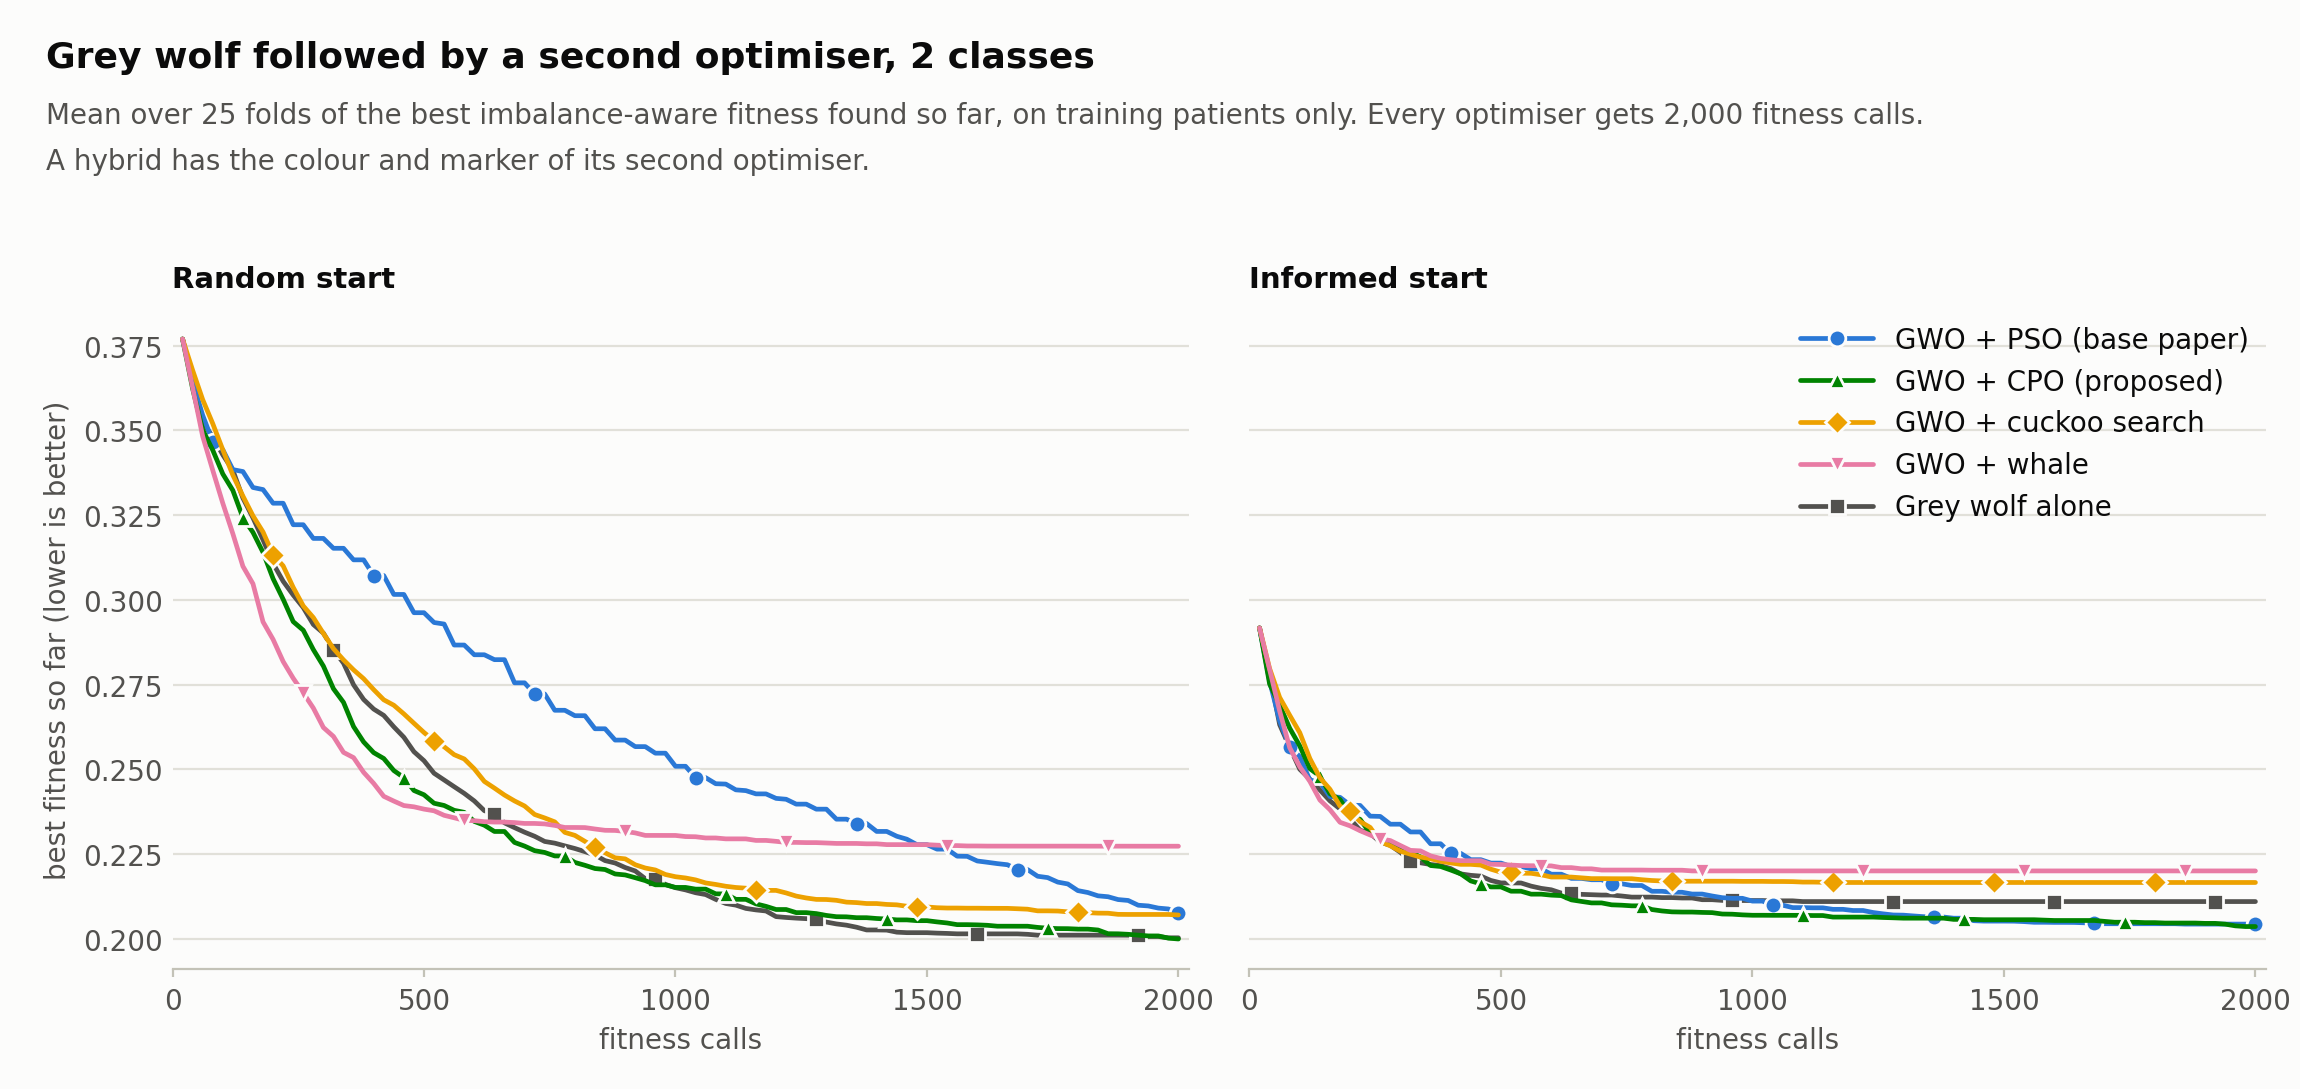 Grey wolf followed by a second optimiser, 2 classes
Mean over 25 folds of the best imbalance-aware fitness found so far, on training patients only. Every optimiser gets 2,000 fitness calls.
A hybrid has the colour and marker of its second optimiser.
Random start
best fitness so far (lower is better)
0.375
0.350
0.325
0.300
0.275
0.250
0.225
0.200
0 500 1000 1500 2000
fitness calls
Informed start
GWO + PSO (base paper)
GWO + CPO (proposed)
GWO + cuckoo search
GWO + whale
Grey wolf alone
0 500 1000 1500 2000
fitness calls